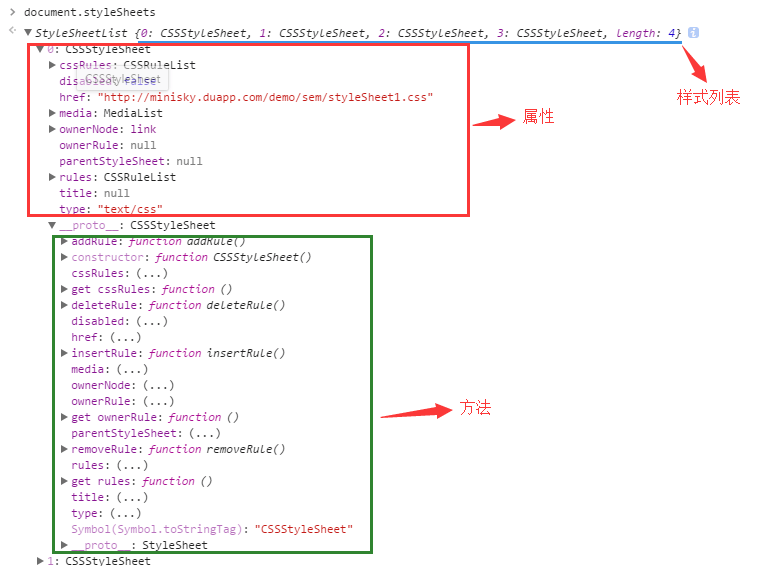 > document.styleSheets
StyleSheetList {0: CSSStyleSheet, 1: CSSStyleSheet, 2: CSSStyleSheet, 3: CSSStyleSheet, length: 4}
样式列表
0: CSSStyleSheet
cssRules: CSSRuleList
disabled: false
CSSStyleSheet
href: "http://minisky.duapp.com/demo/sem/styleSheet1.css"
media: MediaList
属性
ownerNode: link
ownerRule: null
parentStyleSheet: null
rules: CSSRuleList
title: null
type: "text/css"
__proto__: CSSStyleSheet
addRule: function addRule()
constructor: function CSSStyleSheet()
cssRules: (...)
get cssRules: function ()
deleteRule: function deleteRule()
disabled: (...)
href: (...)
insertRule: function insertRule()
media: (...)
ownerNode: (...)
ownerRule: (...)
方法
get ownerRule: function ()
parentStyleSheet: (...)
removeRule: function removeRule()
rules: (...)
get rules: function ()
title: (...)
type: (...)
Symbol(Symbol.toStringTag): "CSSStyleSheet"
__proto__: StyleSheet
1: CSSStyleSheet